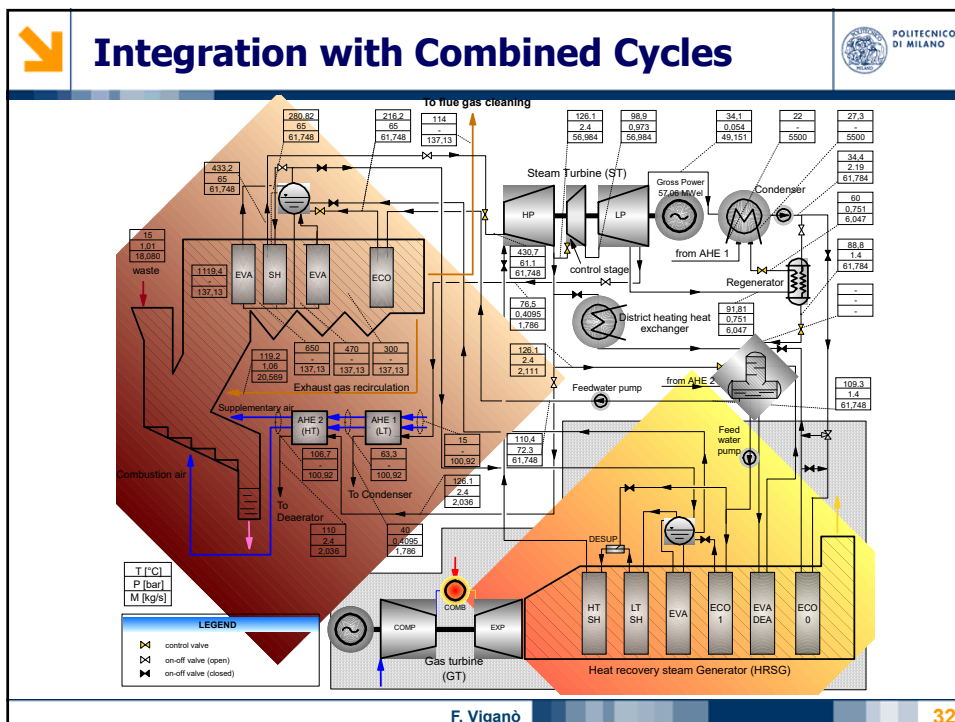 Integration with Combined Cycles
POLITECNICO
DI MILANO
To flue gas cleaning
280,82
65
61,748
216,2
65
61,748
114
-
137,13
126.1
2.4
56,984
98,9
0,973
56,984
34,1
0,054
49,151
22
-
5500
27,3
-
5500
433,2
65
61,748
34,4
2.19
61,784
Steam Turbine (ST)
Gross Power
57.06 MWel
Condenser
HP
LP
60
0,751
6,047
15
1,01
18,080
waste
from AHE 1
control stage
430,7
61.1
61,748
88,8
1.4
61,784
Regenerator
EVA
SH
EVA
ECO
1119,4
-
137,13
76,5
0,4095
1,786
District heating heat
exchanger
91,81
0,751
6,047
-
-
-
650
-
137,13
470
-
137,13
300
-
137,13
119.2
1,06
20,569
126.1
2.4
2,111
Exhaust gas recirculation
from AHE 2
Feedwater pump
109.3
1.4
61,748
Supplementary air
AHE 2
(HT)
AHE 1
(LT)
15
-
100,92
110,4
72.3
61,748
Feed
water
pump
Combustion air
106,7
-
100,92
63,3
-
100,92
To Condenser
126.1
2.4
2,036
To
Deaerator
110
2.4
2,036
40
0,4095
1,786
DESUP
T [°C]
P [bar]
M [kg/s]
COMB
HT
SH
LT
SH
EVA
ECO
1
EVA
DEA
ECO
0
COMP
EXP
LEGEND
control valve
on-off valve (open)
on-off valve (closed)
Gas turbine
(GT)
Heat recovery steam Generator (HRSG)
F. Viganò
32